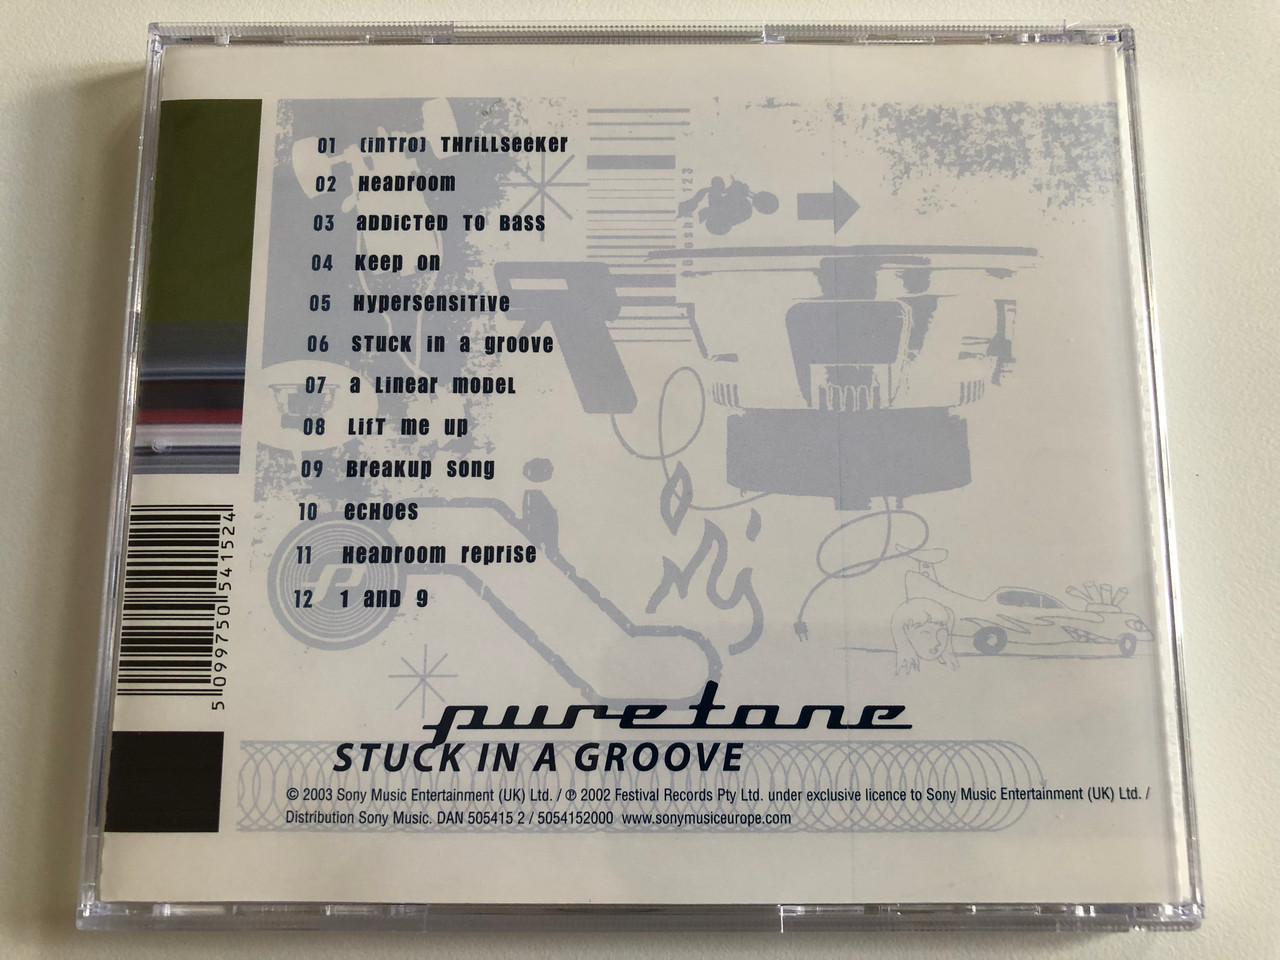 01 (intro) THriLLseeKer
02 HeaDroom
03 aDDicTeD TO Bass
04 Keep on
05 HypersensiTive
06 STUCK in a groove
07 a Linear moDeL
08 LifT me up
09 BreaKup song
10 ecHoes
11 HeaDroom reprise
12 1 anD 9
5 099750 541524
puretone
STUCK IN A GROOVE
© 2003 Sony Music Entertainment (UK) Ltd. / ℗ 2002 Festival Records Pty Ltd. under exclusive licence to Sony Music Entertainment (UK) Ltd. /
Distribution Sony Music. DAN 505415 2 / 5054152000 www.sonymusiceurope.com